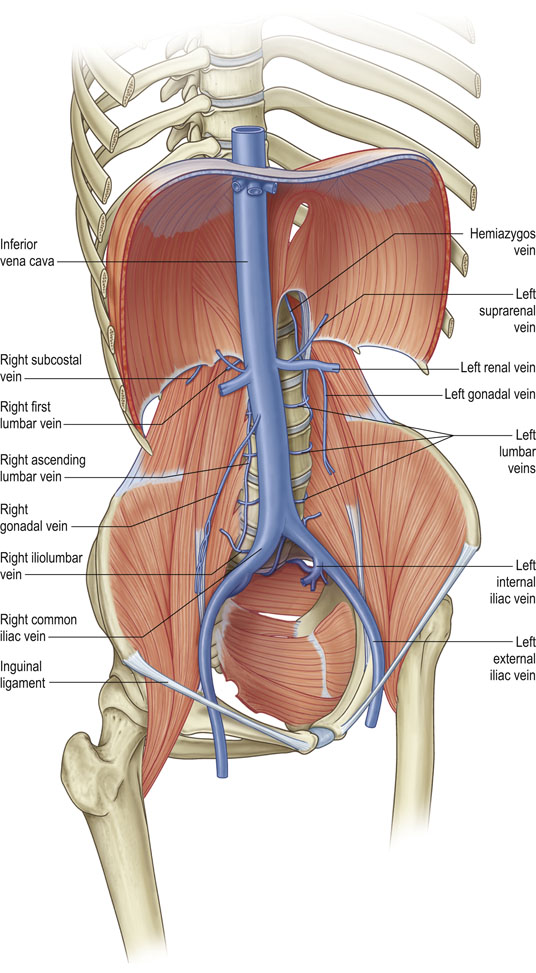 Inferior
vena cava
Right subcostal
vein
Right first
lumbar vein
Right ascending
lumbar vein
Right
gonadal vein
Right iliolumbar
vein
Right common
iliac vein
Inguinal
ligament
Hemiazygos
vein
Left
suprarenal
vein
Left renal vein
Left gonadal vein
Left
lumbar
veins
Left
internal
iliac vein
Left
external
iliac vein